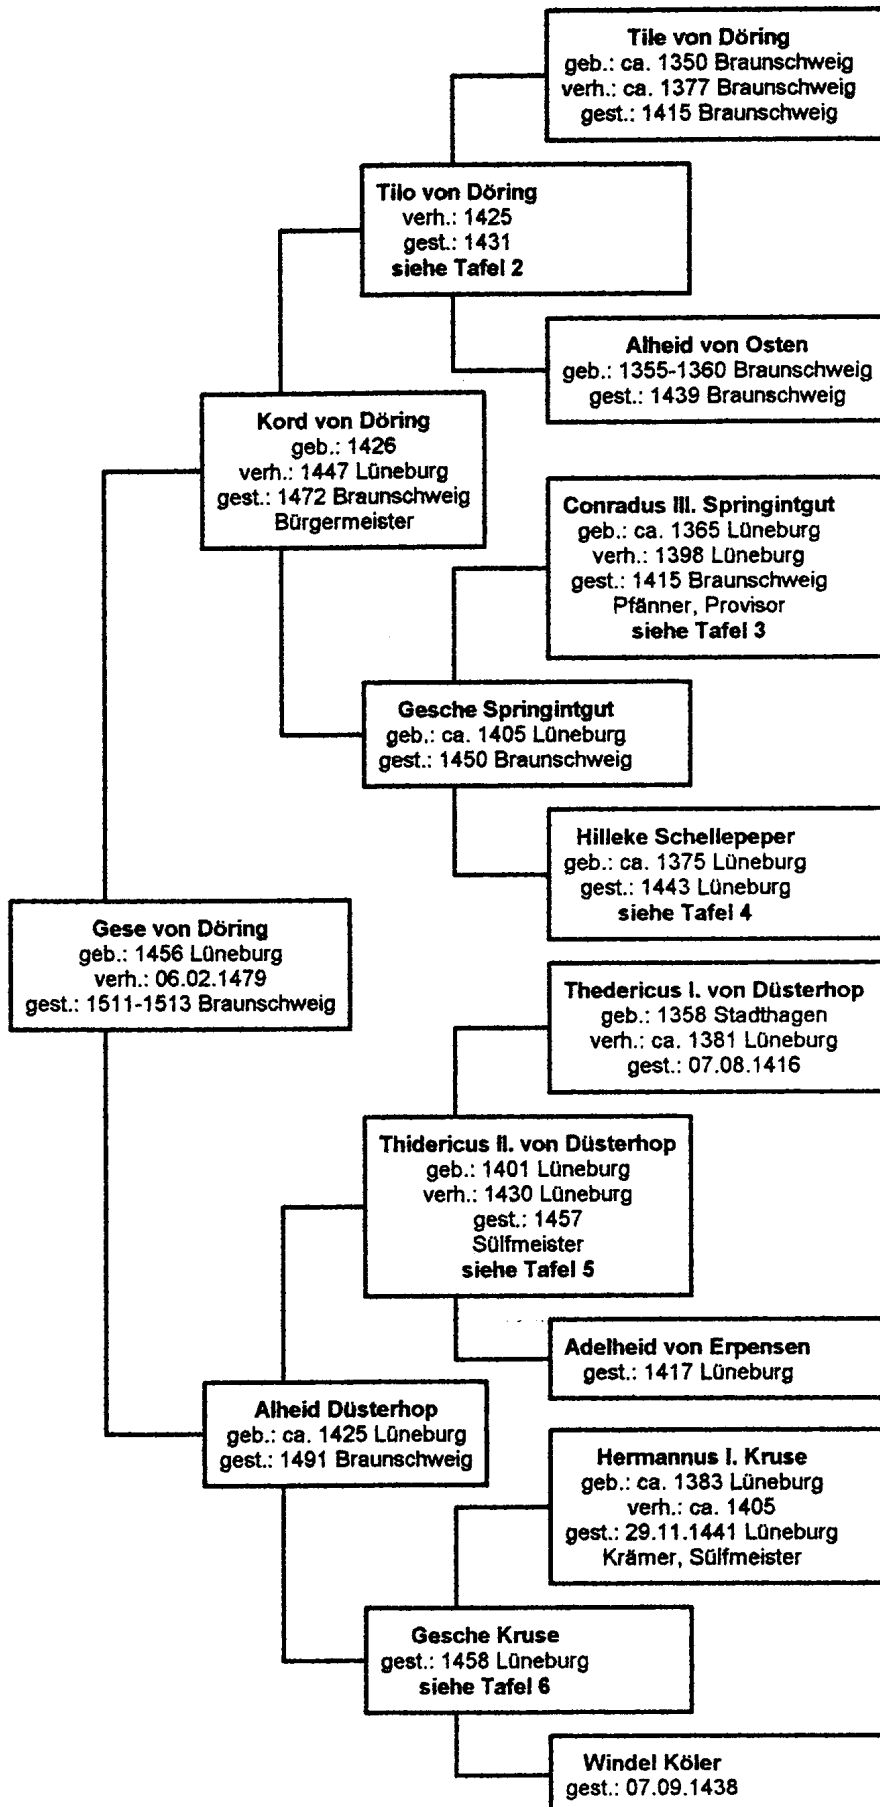 Tile von Döring
geb.: ca. 1350 Braunschweig
verh.: ca. 1377 Braunschweig
gest.: 1415 Braunschweig
Tilo von Döring
verh.: 1425
gest.: 1431
siehe Tafel 2
Alheid von Osten
geb.: 1355-1360 Braunschweig
gest.: 1439 Braunschweig
Kord von Döring
geb.: 1426
verh.: 1447 Lüneburg
gest.: 1472 Braunschweig
Bürgermeister
Conradus III. Springintgut
geb.: ca. 1365 Lüneburg
verh.: 1398 Lüneburg
gest.: 1415 Braunschweig
Pfänner, Provisor
siehe Tafel 3
Gesche Springintgut
geb.: ca. 1405 Lüneburg
gest.: 1450 Braunschweig
Hilleke Schellepeper
geb.: ca. 1375 Lüneburg
gest.: 1443 Lüneburg
siehe Tafel 4
Gese von Döring
geb.: 1456 Lüneburg
verh.: 06.02.1479
gest.: 1511-1513 Braunschweig
Thedericus I. von Düsterhop
geb.: 1358 Stadthagen
verh.: ca. 1381 Lüneburg
gest.: 07.08.1416
Thidericus II. von Düsterhop
geb.: 1401 Lüneburg
verh.: 1430 Lüneburg
gest.: 1457
Sülfmeister
siehe Tafel 5
Adelheid von Erpensen
gest.: 1417 Lüneburg
Alheid Düsterhop
geb.: ca. 1425 Lüneburg
gest.: 1491 Braunschweig
Hermannus I. Kruse
geb.: ca. 1383 Lüneburg
verh.: ca. 1405
gest.: 29.11.1441 Lüneburg
Krämer, Sülfmeister
Gesche Kruse
gest.: 1458 Lüneburg
siehe Tafel 6
Windel Köler
gest.: 07.09.1438